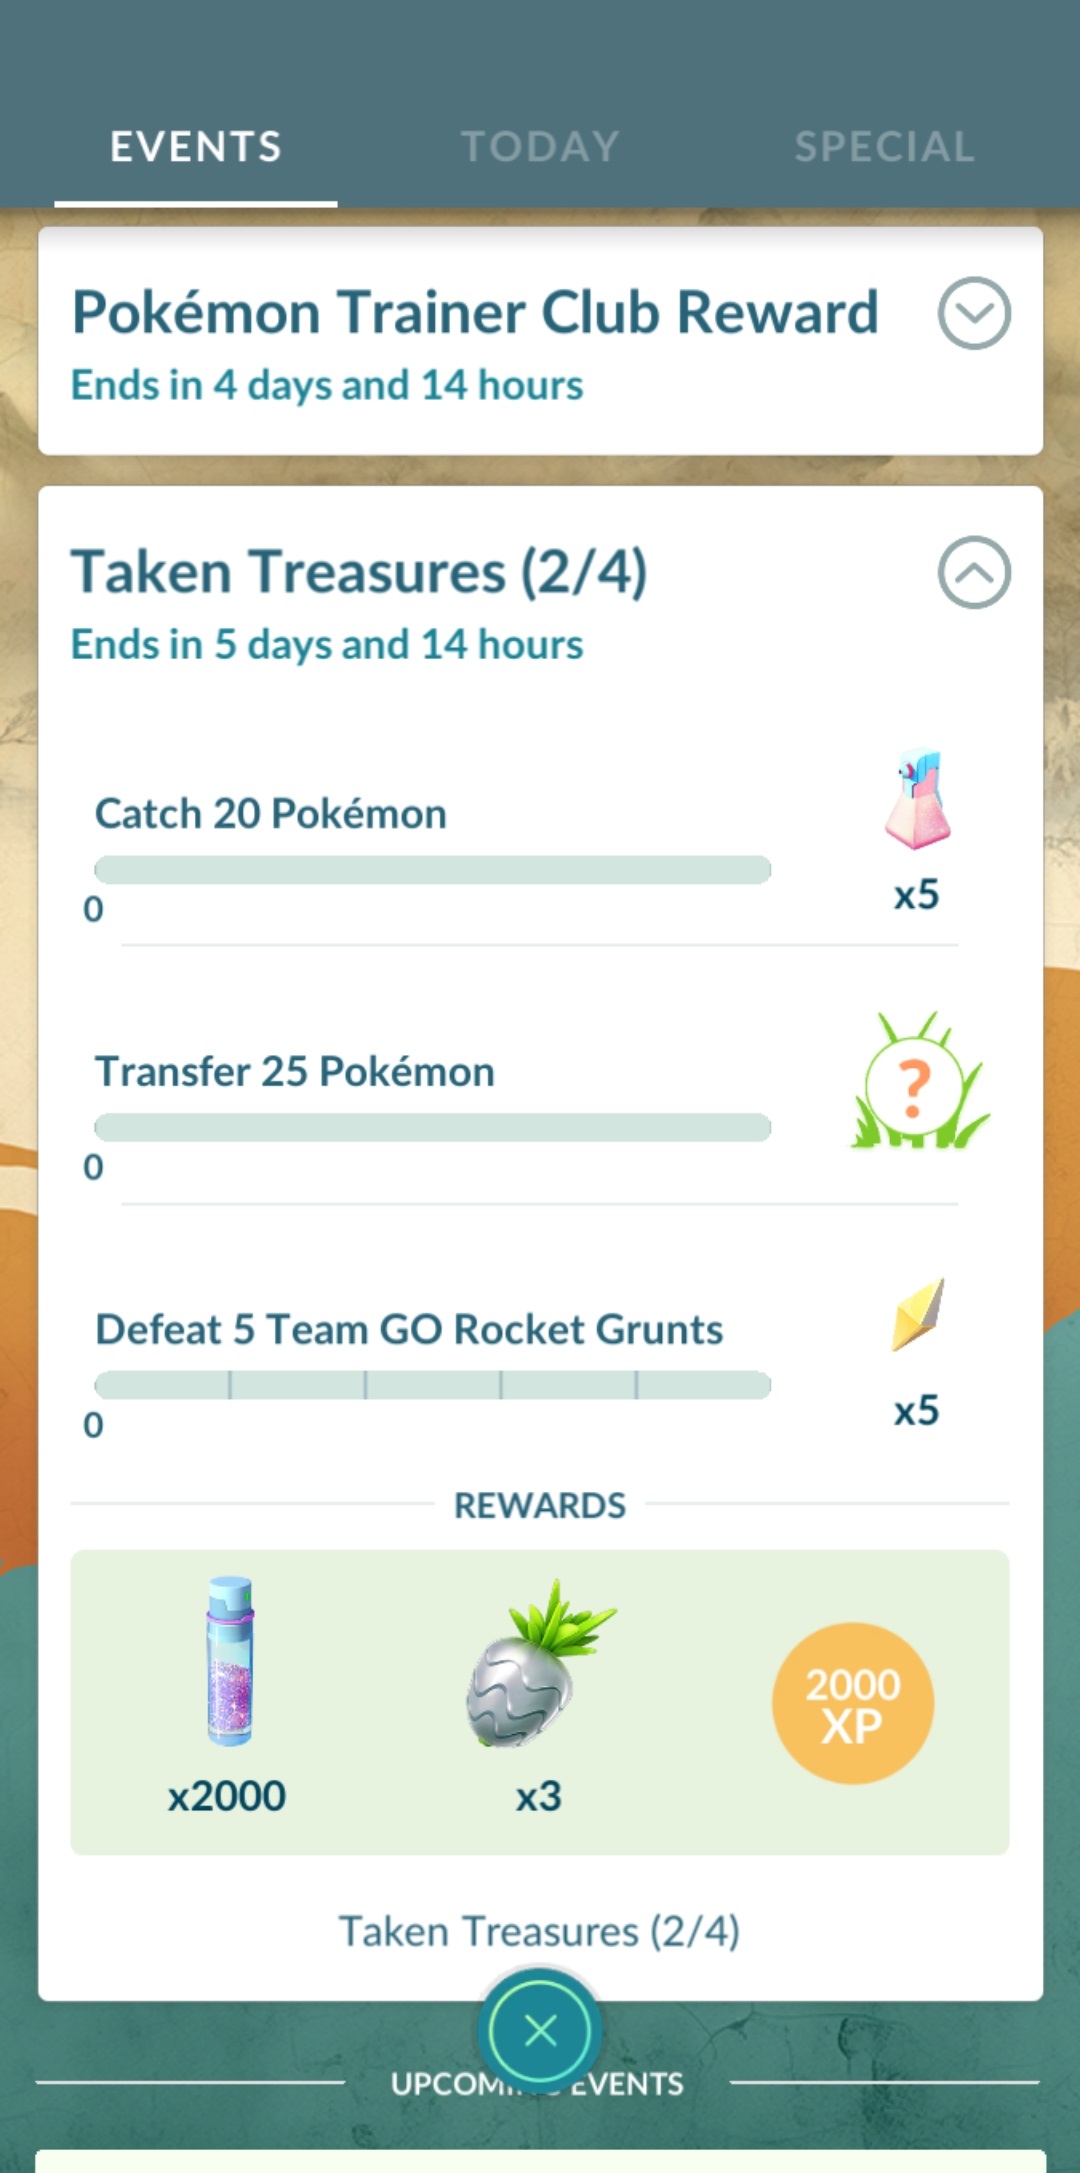 EVENTS
TODAY
SPECIAL
Pokémon Trainer Club Reward
Ends in 4 days and 14 hours
Taken Treasures (2/4)
Ends in 5 days and 14 hours
Catch 20 Pokémon
0
x5
Transfer 25 Pokémon
0
?
Defeat 5 Team GO Rocket Grunts
0
x5
REWARDS
x2000
x3
2000
XP
Taken Treasures (2/4)
EVENTS